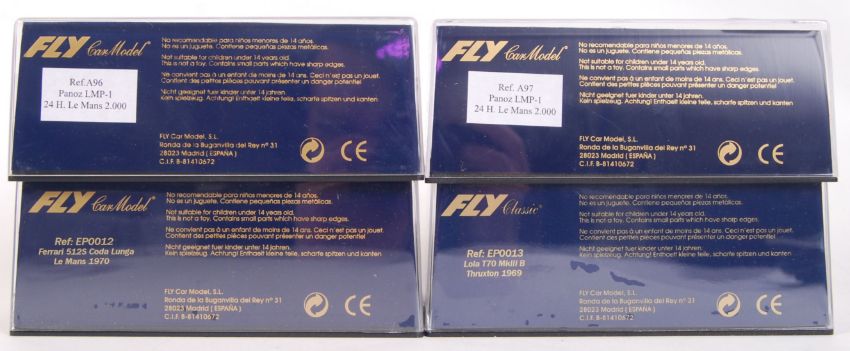 FLY Car Model
Ref.A96
Panoz LMP-1
24 H. Le Mans 2.000
No recomendable para niños menores de 14 años.
No es un juguete. Contiene pequeñas piezas metálicas.
Not suitable for children under 14 years old.
This is not a toy. Contains small parts which have sharp edges.
Ne convient pas à un enfant de moins de 14 ans. Ceci n'est pas un jouet.
Contient des petites pièces pouvant présenter un danger potentiel
Nicht geeignet fuer kinder unter 14 jahren.
Kein spielzeug. Achtung! Enthaelt kleine teile, scharfe spitzen und kanten
FLY Car Model, S.L.
Ronda de la Buganvilla del Rey nº 31
28023 Madrid ( ESPAÑA )
C.I.F. B-81410672
CE
FLY Car Model
Ref. A97
Panoz LMP-1
24 H. Le Mans 2.000
No recomendable para niños menores de 14 años.
No es un juguete. Contiene pequeñas piezas metálicas.
Not suitable for children under 14 years old.
This is not a toy. Contains small parts which have sharp edges.
Ne convient pas à un enfant de moins de 14 ans. Ceci n'est pas un jouet.
Contient des petites pièces pouvant présenter un danger potentiel
Nicht geeignet fuer kinder unter 14 jahren.
Kein spielzeug. Achtung! Enthaelt kleine teile, scharfe spitzen und kanten
FLY Car Model, S.L.
Ronda de la Buganvilla del Rey nº 31
28023 Madrid ( ESPAÑA )
C.I.F. B-81410672
CE
FLY Car Model
Ref: EP0012
Ferrari 512S Coda Lunga
Le Mans 1970
No recomendable para niños menores de 14 años.
No es un juguete. Contiene pequeñas piezas metálicas.
Not suitable for children under 14 years old.
This is not a toy. Contains small parts which have sharp edges.
Ne convient pas à un enfant de moins de 14 ans. Ceci n'est pas un jouet.
Contient des petites pièces pouvant présenter un danger potentiel
Nicht geeignet fuer kinder unter 14 jahren.
Kein spielzeug. Achtung! Enthaelt kleine teile, scharfe spitzen und kanten
FLY Car Model, S.L.
Ronda de la Buganvilla del Rey nº 31
28023 Madrid ( ESPAÑA )
C.I.F. B-81410672
CE
FLY Classic
Ref: EP0013
Lola T70 MkIII B
Thruxton 1969
No recomendable para niños menores de 14 años.
No es un juguete. Contiene pequeñas piezas metálicas.
Not suitable for children under 14 years old.
This is not a toy. Contains small parts which have sharp edges.
Ne convient pas à un enfant de moins de 14 ans. Ceci n'est pas un jouet.
Contient des petites pièces pouvant présenter un danger potentiel
Nicht geeignet fuer kinder unter 14 jahren.
Kein spielzeug. Achtung! Enthaelt kleine teile, scharfe spitzen und kanten
FLY Car Model, S.L.
Ronda de la Buganvilla del Rey nº 31
28023 Madrid ( ESPAÑA )
C.I.F. B-81410672
CE